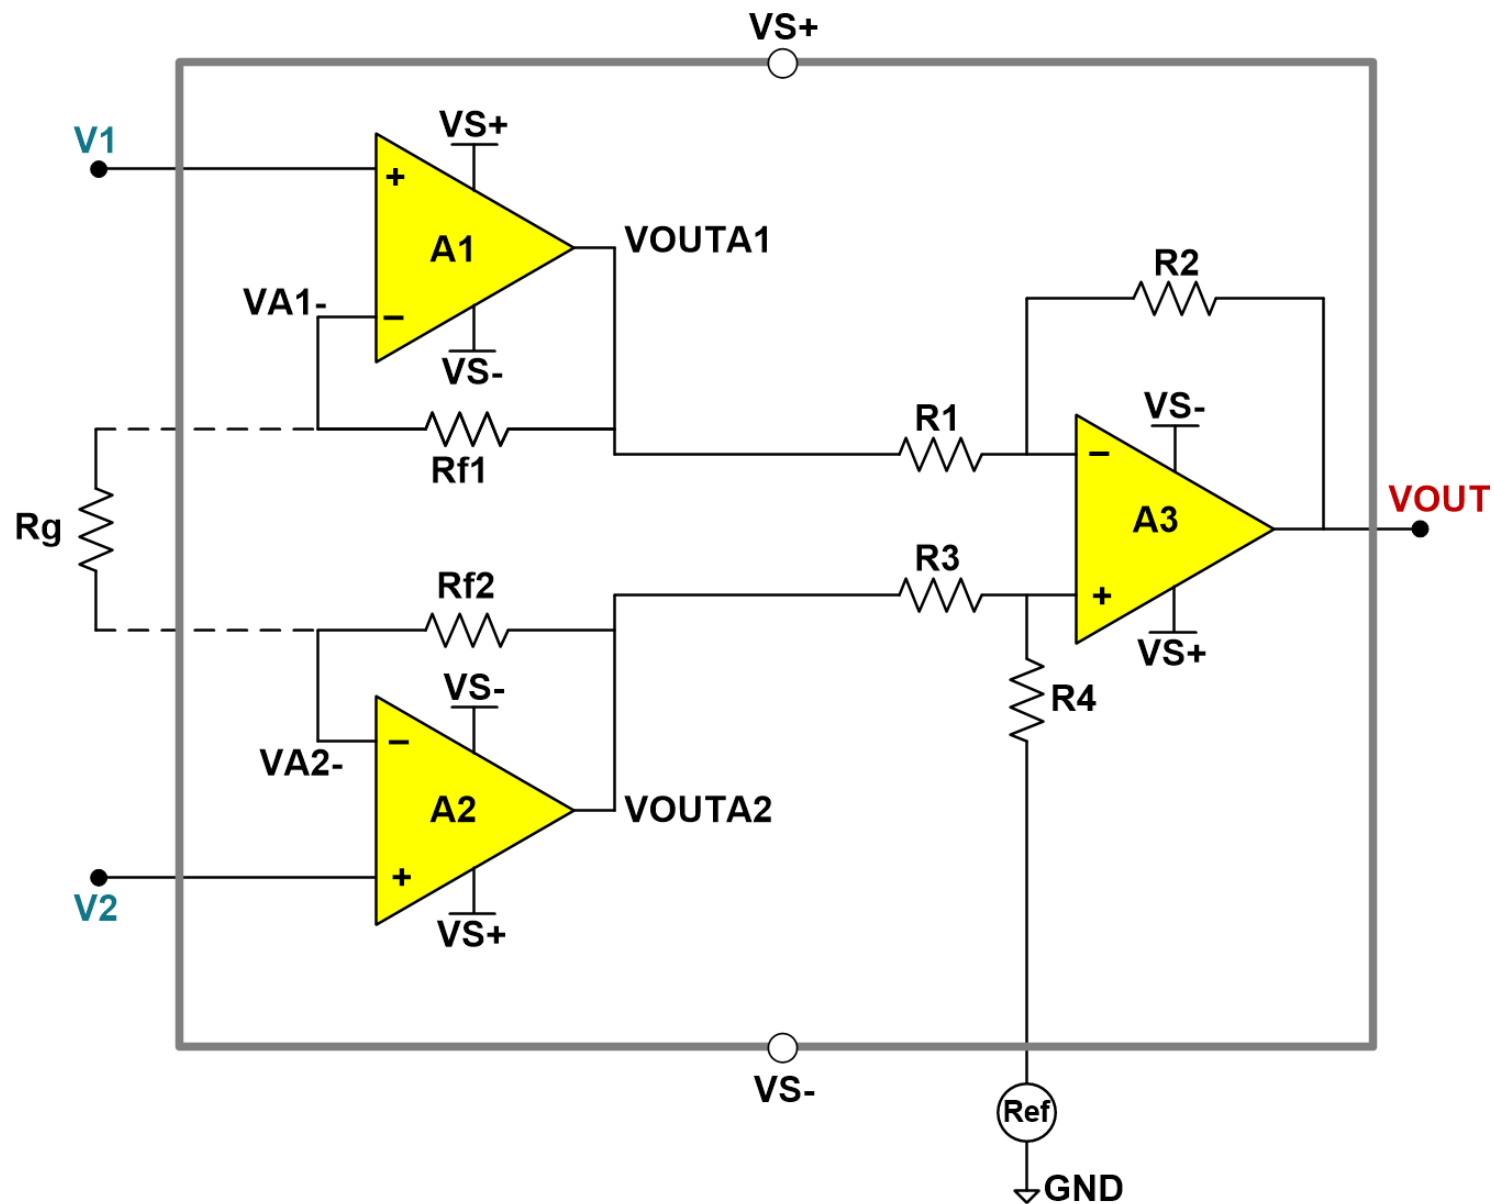 VS+
V1
VS+
+
A1
VOUTA1
VA1-
−
VS-
R2
Rf1
R1
VS-
−
Rg
A3
VOUT
Rf2
R3
+
VS+
VS-
R4
VA2-
−
A2
VOUTA2
+
V2
VS+
VS-
Ref
GND